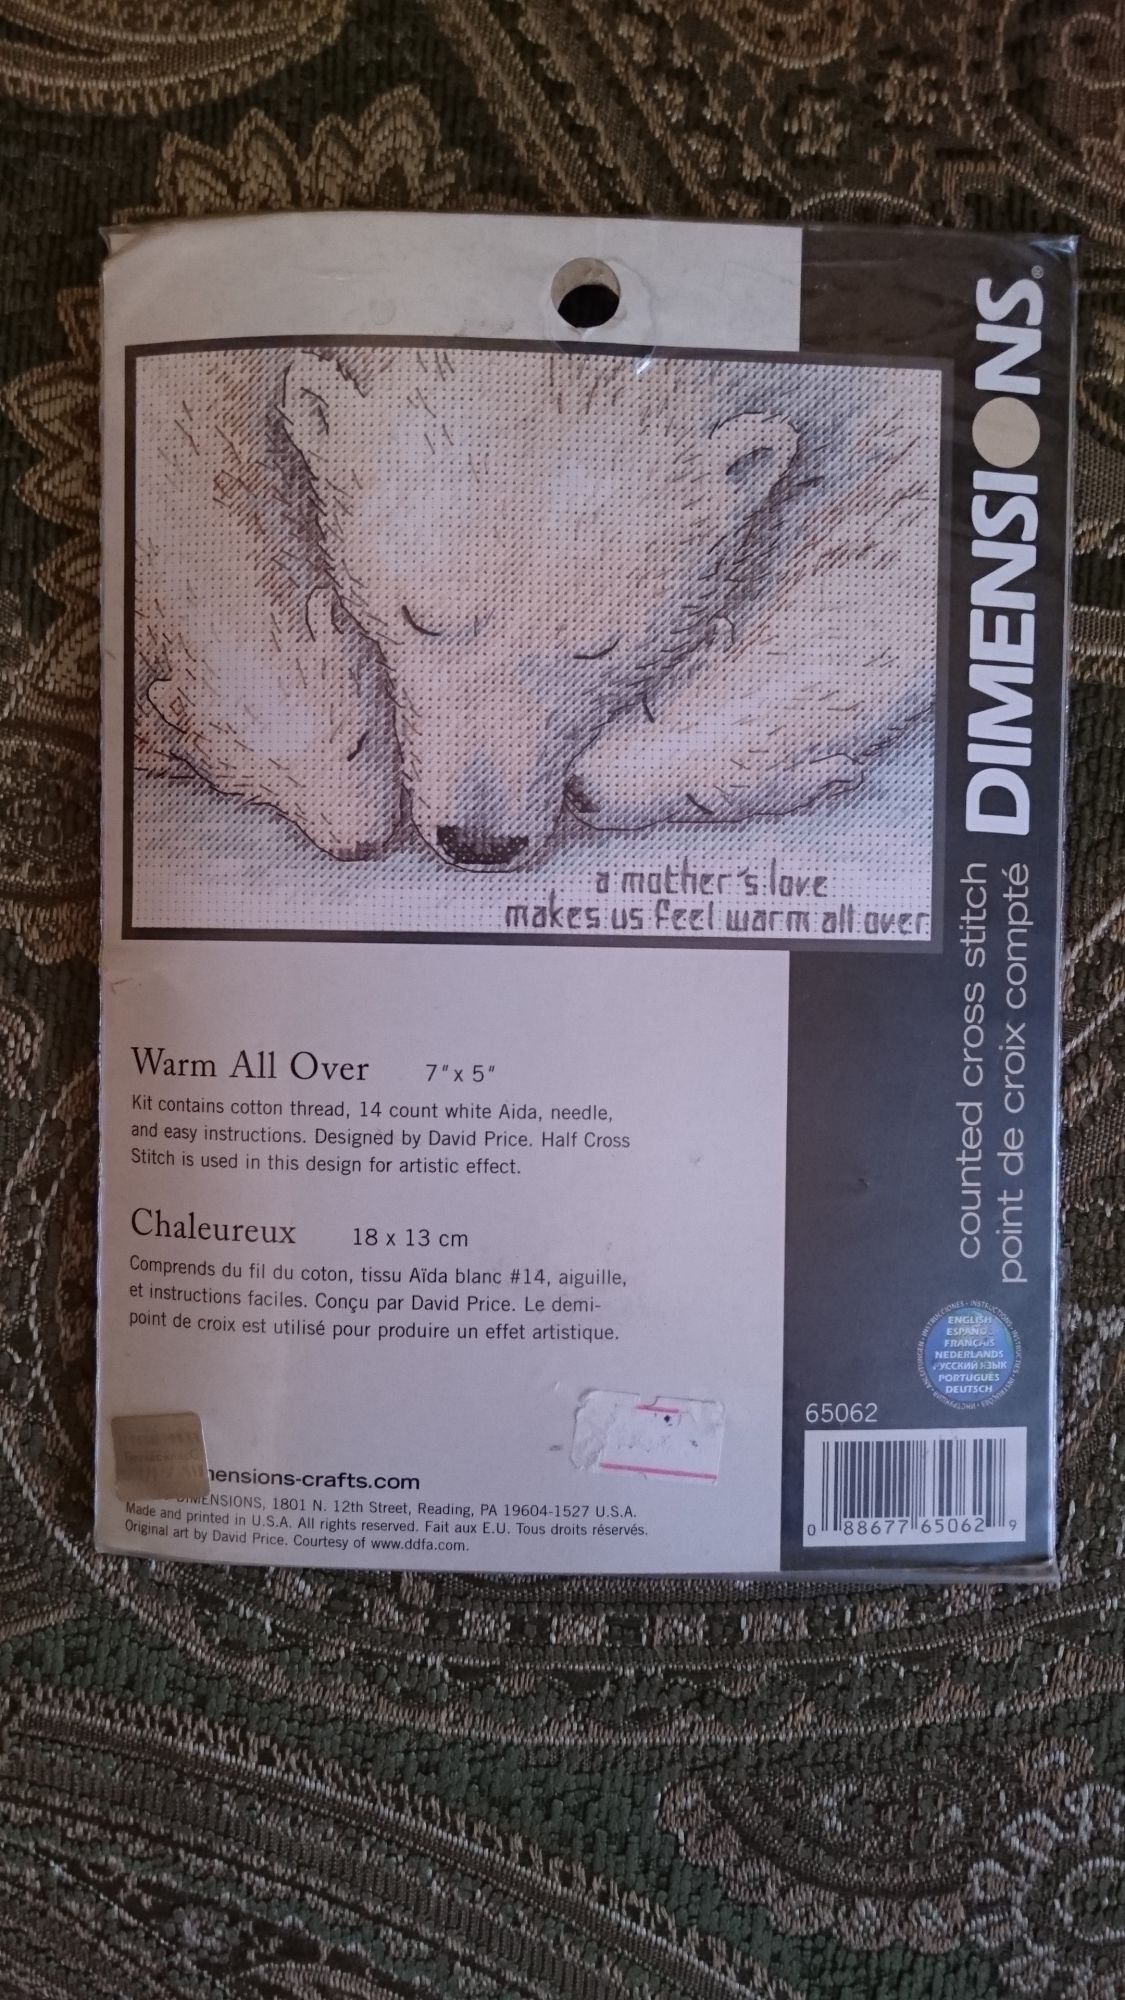 DIMENSIONS®
counted cross stitch
point de croix compté
a mother's love
makes us feel warm all over.
Warm All Over 7" x 5"
Kit contains cotton thread, 14 count white Aida, needle,
and easy instructions. Designed by David Price. Half Cross
Stitch is used in this design for artistic effect.
Chaleureux 18 x 13 cm
Comprends du fil du coton, tissu Aïda blanc #14, aiguille,
et instructions faciles. Conçu par David Price. Le demi-
point de croix est utilisé pour produire un effet artistique.
mensions-crafts.com
DIMENSIONS, 1801 N. 12th Street, Reading, PA 19604-1527 U.S.A.
Made and printed in U.S.A. All rights reserved. Fait aux E.U. Tous droits réservés.
Original art by David Price. Courtesy of www.ddfa.com.
ENGLISH
ESPAÑOL
FRANÇAIS
NEDERLANDS
РУССКИЙ ЯЗЫК
PORTUGUÊS
DEUTSCH
65062
0 88677 65062 9